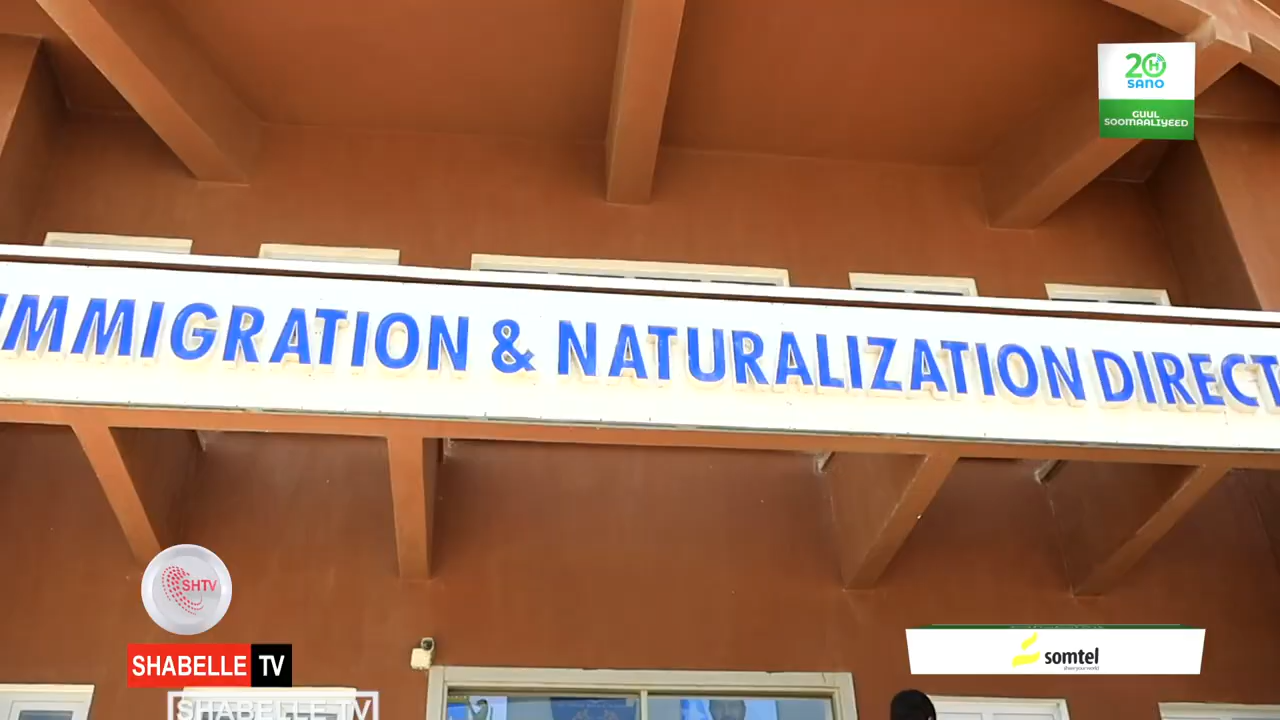 20
SANO
GUUL
SOOMAALIYEED
IMMIGRATION & NATURALIZATION DIRECT
SHTV
SHABELLE TV
somtel
SHABELLE TV